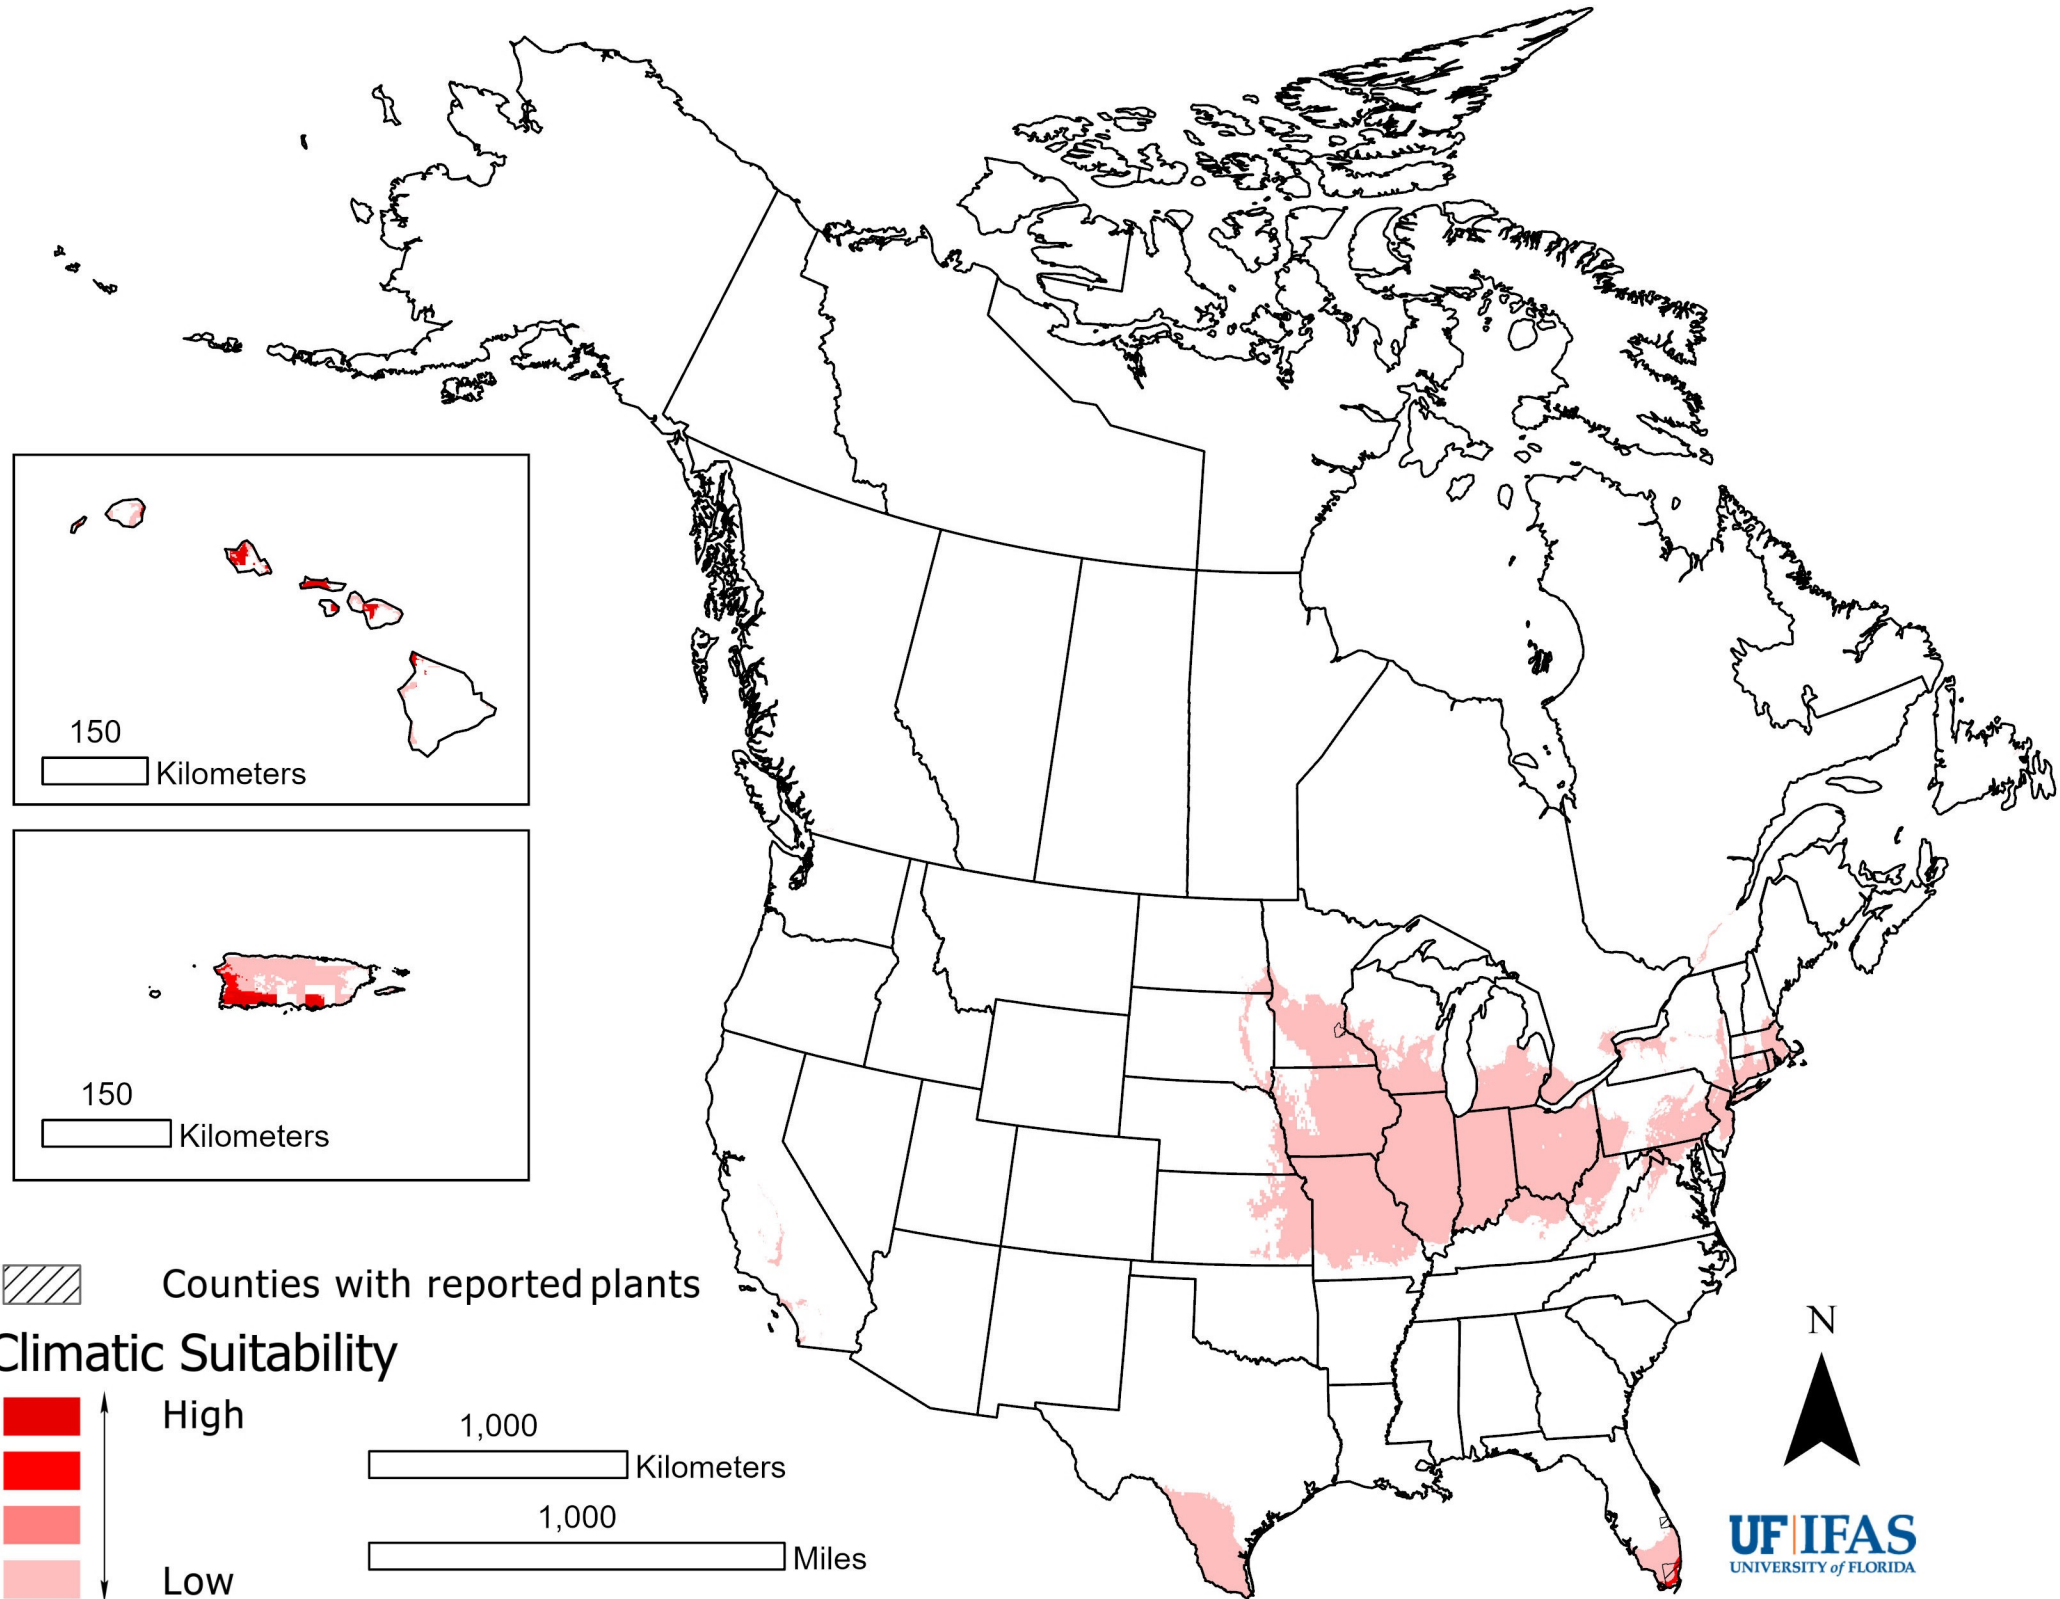 150
Kilometers
150
Kilometers
Counties with reported plants
Climatic Suitability
High
Low
1,000
Kilometers
1,000
Miles
N
UF|IFAS
UNIVERSITY of FLORIDA